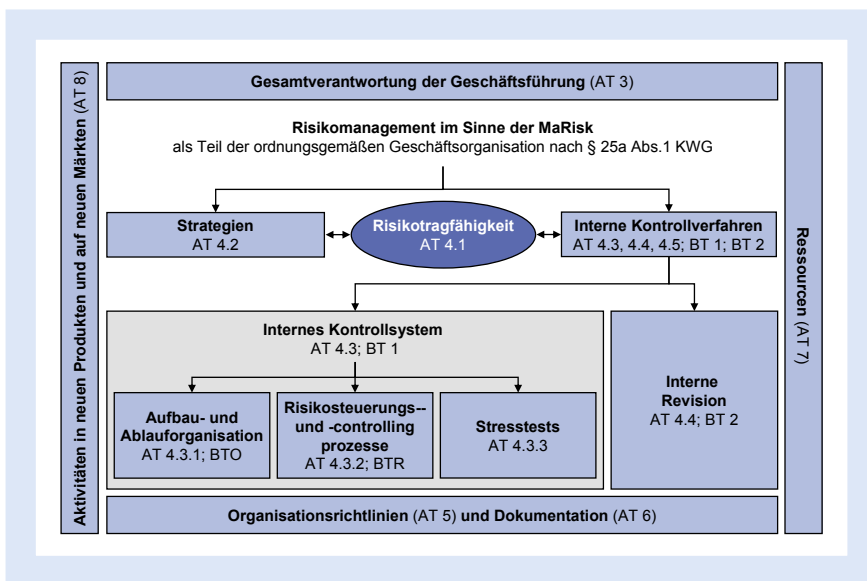 Aktivitäten in neuen Produkten und auf neuen Märkten (AT 8)
Gesamtverantwortung der Geschäftsführung (AT 3)
Risikomanagement im Sinne der MaRisk
als Teil der ordnungsgemäßen Geschäftsorganisation nach § 25a Abs.1 KWG
Strategien
AT 4.2
Risikotragfähigkeit
AT 4.1
Interne Kontrollverfahren
AT 4.3, 4.4, 4.5; BT 1; BT 2
Internes Kontrollsystem
AT 4.3; BT 1
Aufbau- und
Ablauforganisation
AT 4.3.1; BTO
Risikosteuerungs--
und -controlling
prozesse
AT 4.3.2; BTR
Stresstests
AT 4.3.3
Interne
Revision
AT 4.4; BT 2
Organisationsrichtlinien (AT 5) und Dokumentation (AT 6)
Ressourcen (AT 7)